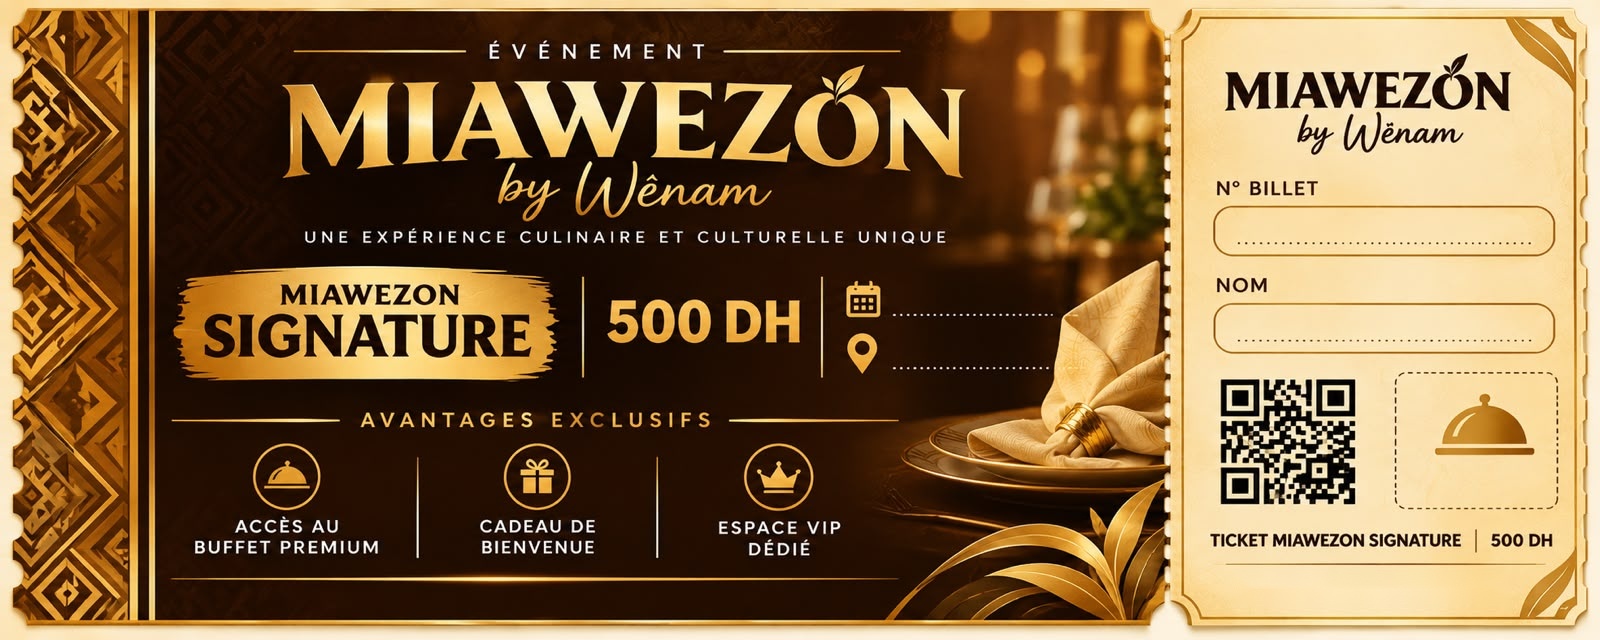 ÉVÉNEMENT
MIAWEZÓN
by Wênam
UNE EXPÉRIENCE CULINAIRE ET CULTURELLE UNIQUE
MIAWEZON
SIGNATURE
500 DH
AVANTAGES EXCLUSIFS
ACCÈS AU
BUFFET PREMIUM
CADEAU DE
BIENVENUE
ESPACE VIP
DÉDIÉ
MIAWEZÓN
by Wënam
N° BILLET
NOM
TICKET MIAWEZON SIGNATURE | 500 DH